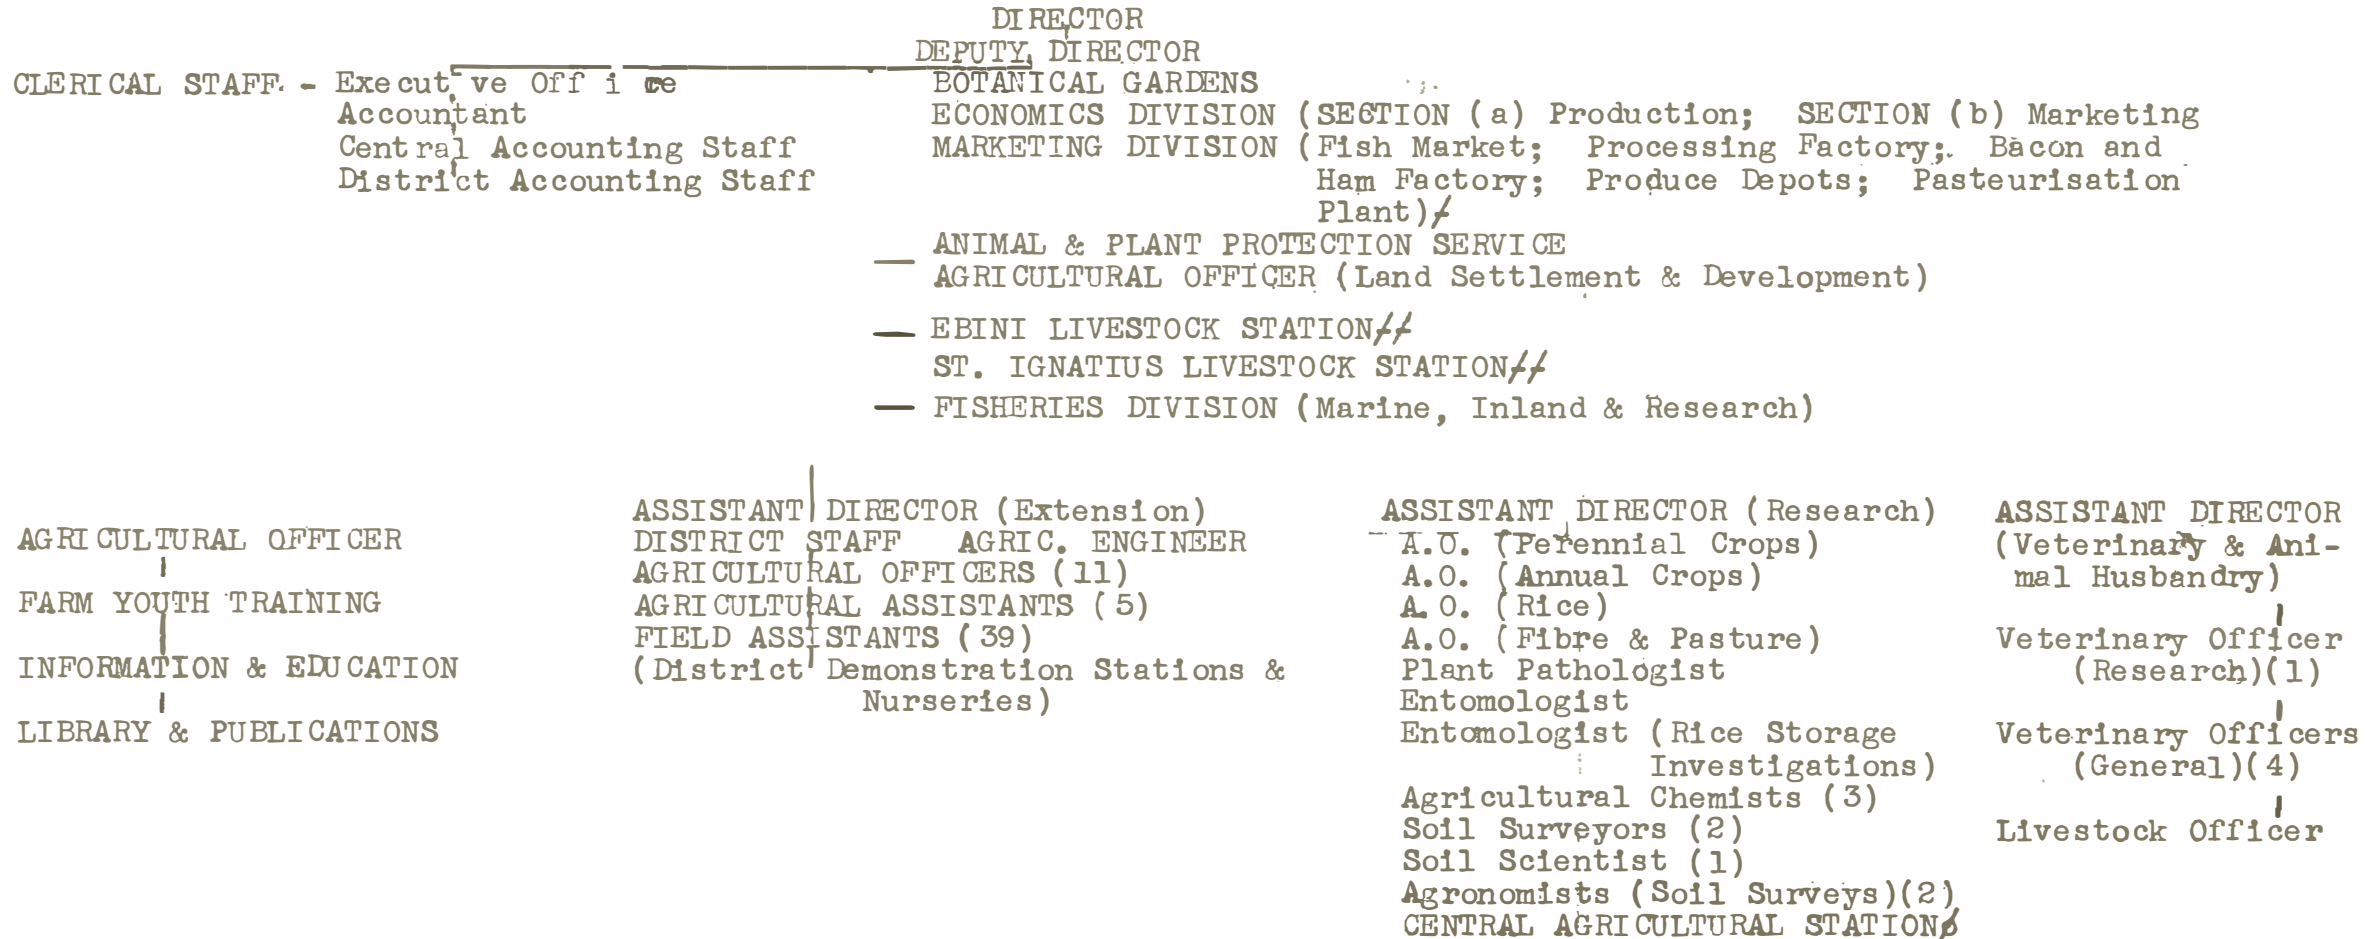 DIRECTOR
DEPUTY DIRECTOR
CLERICAL STAFF - Executive Office
Accountant
Central Accounting Staff
District Accounting Staff
BOTANICAL GARDENS
ECONOMICS DIVISION (SECTION (a) Production; SECTION (b) Marketing
MARKETING DIVISION (Fish Market; Processing Factory; Bacon and
Ham Factory; Produce Depots; Pasteurisation
Plant)/
ANIMAL & PLANT PROTECTION SERVICE
AGRICULTURAL OFFICER (Land Settlement & Development)
EBINI LIVESTOCK STATION//
ST. IGNATIUS LIVESTOCK STATION//
FISHERIES DIVISION (Marine, Inland & Research)
AGRICULTURAL OFFICER
FARM YOUTH TRAINING
INFORMATION & EDUCATION
LIBRARY & PUBLICATIONS
ASSISTANT DIRECTOR (Extension)
DISTRICT STAFF AGRIC. ENGINEER
AGRICULTURAL OFFICERS (11)
AGRICULTURAL ASSISTANTS (5)
FIELD ASSISTANTS (39)
(District Demonstration Stations &
Nurseries)
ASSISTANT DIRECTOR (Research)
A.O. (Perennial Crops)
A.O. (Annual Crops)
A.O. (Rice)
A.O. (Fibre & Pasture)
Plant Pathologist
Entomologist
Entomologist (Rice Storage
Investigations)
Agricultural Chemists (3)
Soil Surveyors (2)
Soil Scientist (1)
Agronomists (Soil Surveys)(2)
CENTRAL AGRICULTURAL STATION
ASSISTANT DIRECTOR
(Veterinary & Ani-
mal Husbandry)
Veterinary Officer
(Research)(1)
Veterinary Officers
(General)(4)
Livestock Officer